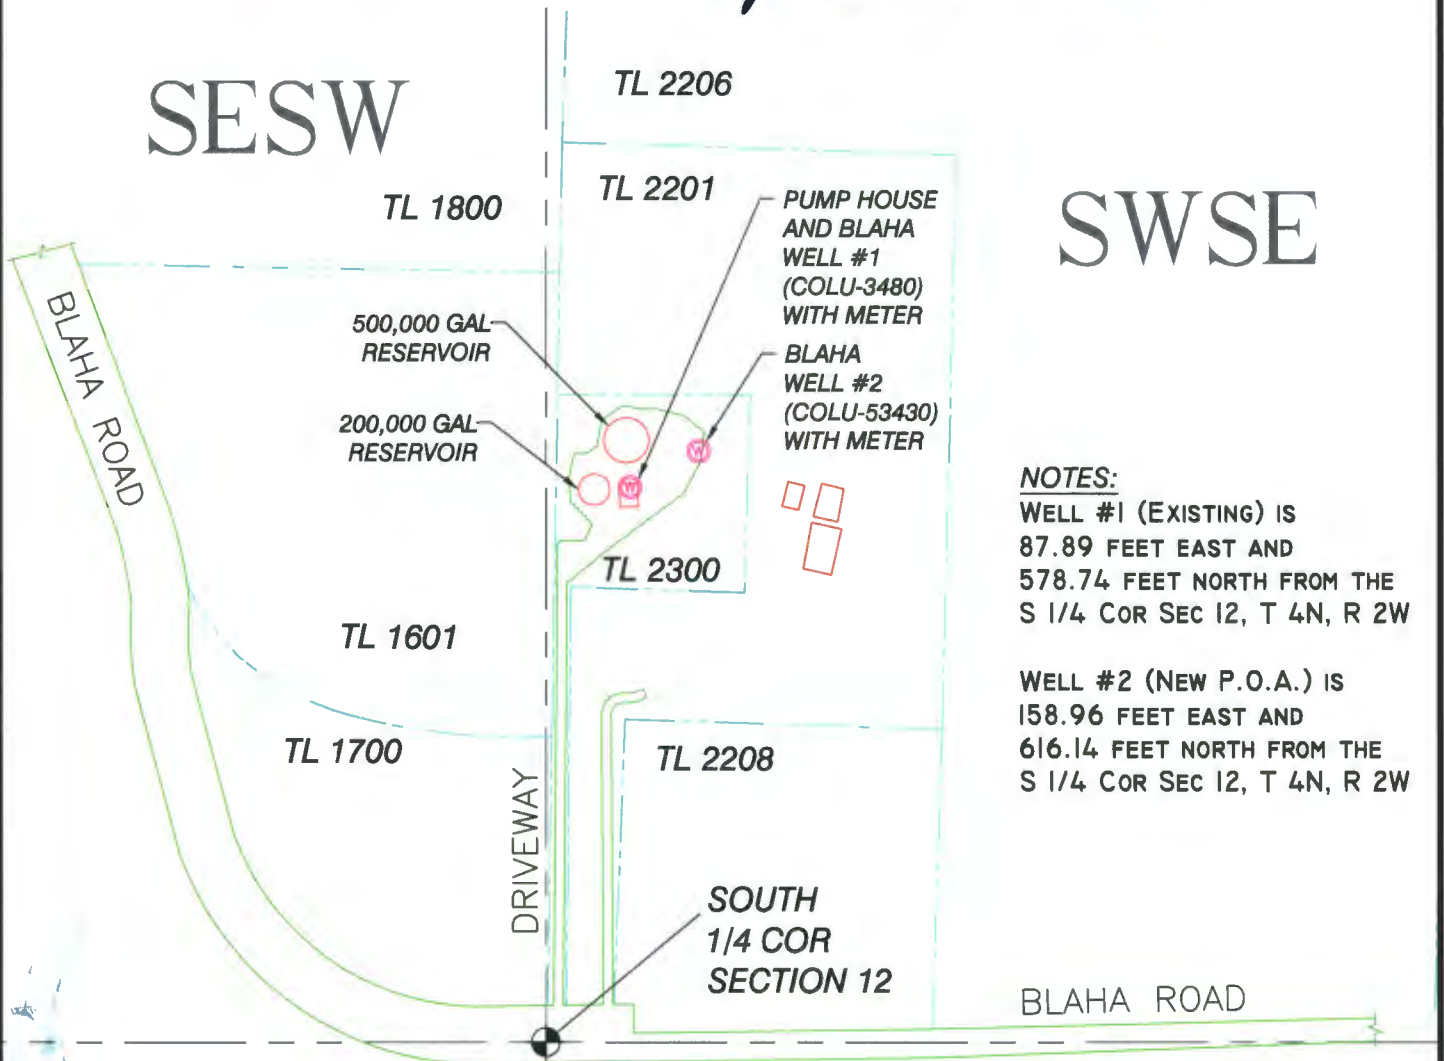 SESW
TL 2206
TL 1800
TL 2201
SWSE
PUMP HOUSE
AND BLAHA
WELL #1
(COLU-3480)
WITH METER
BLAHA ROAD
500,000 GAL
RESERVOIR
BLAHA
WELL #2
(COLU-53430)
WITH METER
200,000 GAL
RESERVOIR
W
W
NOTES:
WELL #1 (EXISTING) IS
87.89 FEET EAST AND
578.74 FEET NORTH FROM THE
S 1/4 COR SEC 12, T 4N, R 2W
TL 2300
TL 1601
WELL #2 (NEW P.O.A.) IS
158.96 FEET EAST AND
616.14 FEET NORTH FROM THE
S 1/4 COR SEC 12, T 4N, R 2W
TL 1700
TL 2208
DRIVEWAY
SOUTH
1/4 COR
SECTION 12
BLAHA ROAD